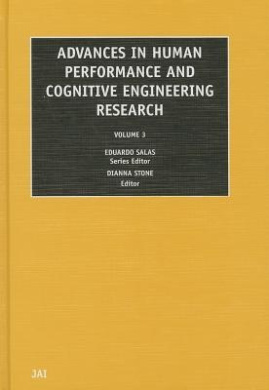 ADVANCES IN HUMAN
PERFORMANCE AND
COGNITIVE ENGINEERING
RESEARCH
VOLUME 3
EDUARDO SALAS
Series Editor
DIANNA STONE
Editor
JAI